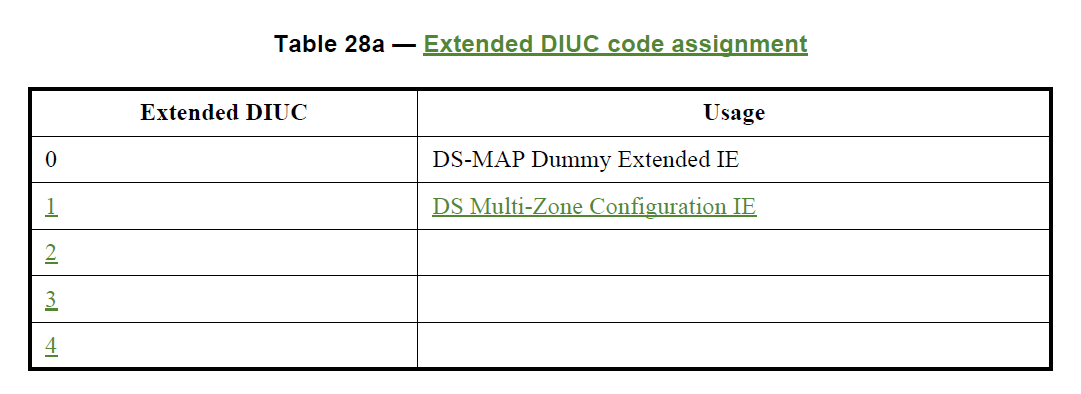 Table 28a — Extended DIUC code assignment
Extended DIUC Usage
0 DS-MAP Dummy Extended IE
1 DS Multi-Zone Configuration IE
2
3
4